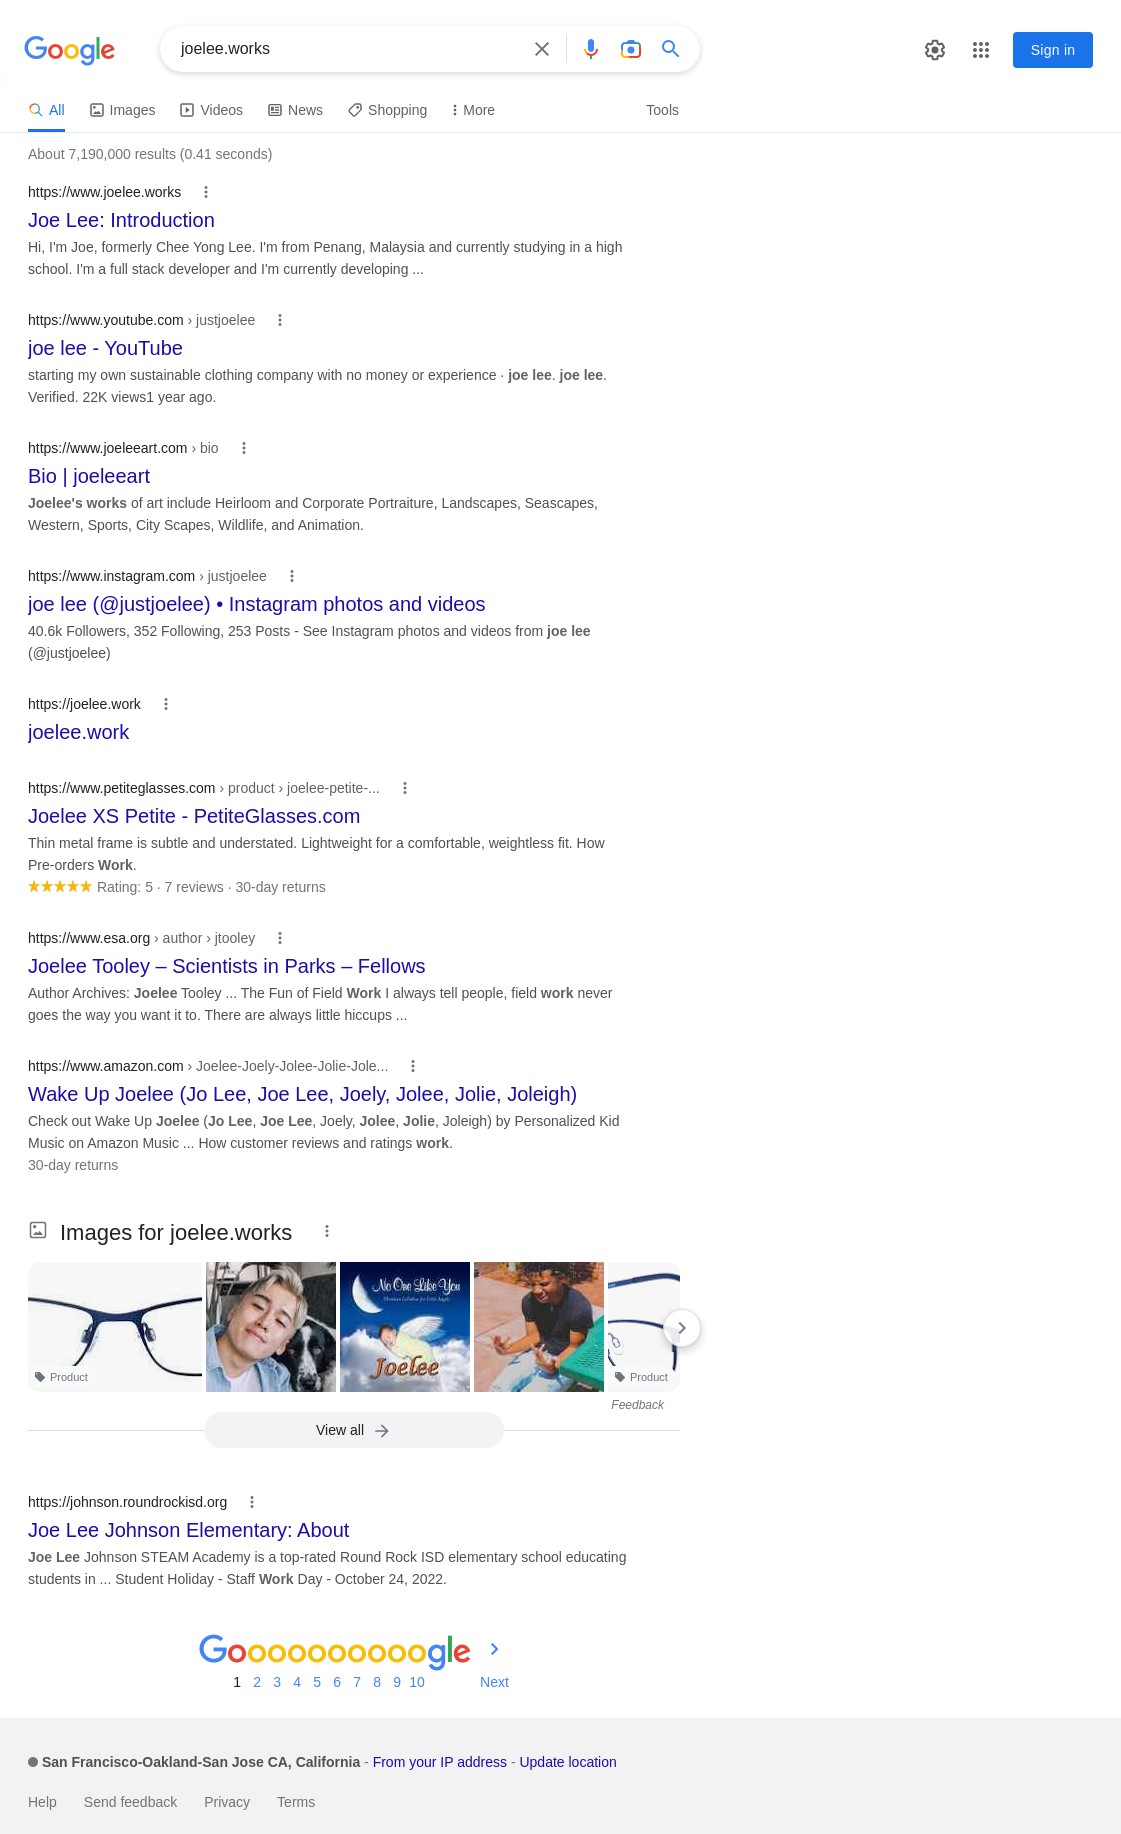 Google
joelee.works
Sign in
All Images Videos News Shopping More Tools
About 7,190,000 results (0.41 seconds)
https://www.joelee.works
Joe Lee: Introduction
Hi, I'm Joe, formerly Chee Yong Lee. I'm from Penang, Malaysia and currently studying in a high
school. I'm a full stack developer and I'm currently developing ...
https://www.youtube.com › justjoelee
joe lee - YouTube
starting my own sustainable clothing company with no money or experience · joe lee. joe lee.
Verified. 22K views1 year ago.
https://www.joeleeart.com › bio
Bio | joeleeart
Joelee's works of art include Heirloom and Corporate Portraiture, Landscapes, Seascapes,
Western, Sports, City Scapes, Wildlife, and Animation.
https://www.instagram.com › justjoelee
joe lee (@justjoelee) • Instagram photos and videos
40.6k Followers, 352 Following, 253 Posts - See Instagram photos and videos from joe lee
(@justjoelee)
https://joelee.work
joelee.work
https://www.petiteglasses.com › product › joelee-petite-...
Joelee XS Petite - PetiteGlasses.com
Thin metal frame is subtle and understated. Lightweight for a comfortable, weightless fit. How
Pre-orders Work.
Rating: 5 · 7 reviews · 30-day returns
https://www.esa.org › author › jtooley
Joelee Tooley – Scientists in Parks – Fellows
Author Archives: Joelee Tooley ... The Fun of Field Work I always tell people, field work never
goes the way you want it to. There are always little hiccups ...
https://www.amazon.com › Joelee-Joely-Jolee-Jolie-Jole...
Wake Up Joelee (Jo Lee, Joe Lee, Joely, Jolee, Jolie, Joleigh)
Check out Wake Up Joelee (Jo Lee, Joe Lee, Joely, Jolee, Jolie, Joleigh) by Personalized Kid
Music on Amazon Music ... How customer reviews and ratings work.
30-day returns
Images for joelee.works
No One Like You
Joelee
Product
Product
Feedback
View all
https://johnson.roundrockisd.org
Joe Lee Johnson Elementary: About
Joe Lee Johnson STEAM Academy is a top-rated Round Rock ISD elementary school educating
students in ... Student Holiday - Staff Work Day - October 24, 2022.
Goooooooooogle
1 2 3 4 5 6 7 8 9 10 Next
San Francisco-Oakland-San Jose CA, California - From your IP address - Update location
Help Send feedback Privacy Terms